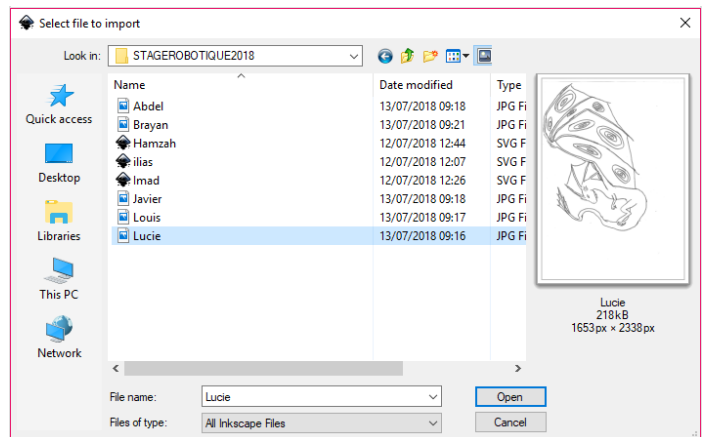 Select file to import
Look in: STAGEROBOTIQUE2018
Name Date modified Type
Abdel 13/07/2018 09:18 JPG Fi
Brayan 13/07/2018 09:21 JPG Fi
Hamzah 12/07/2018 12:44 SVG F
ilias 12/07/2018 12:07 SVG F
Imad 12/07/2018 12:26 SVG F
Javier 13/07/2018 09:18 JPG Fi
Louis 13/07/2018 09:17 JPG Fi
Lucie 13/07/2018 09:16 JPG Fi
Quick access
Desktop
Libraries
This PC
Network
Lucie
218kB
1653px × 2338px
File name: Lucie Open
Files of type: All Inkscape Files Cancel